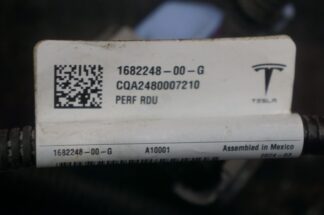 1682248-00-G
CQA2480007210
PERF RDU
TESLA
1682248-00-G A10001 Assembled in Mexico